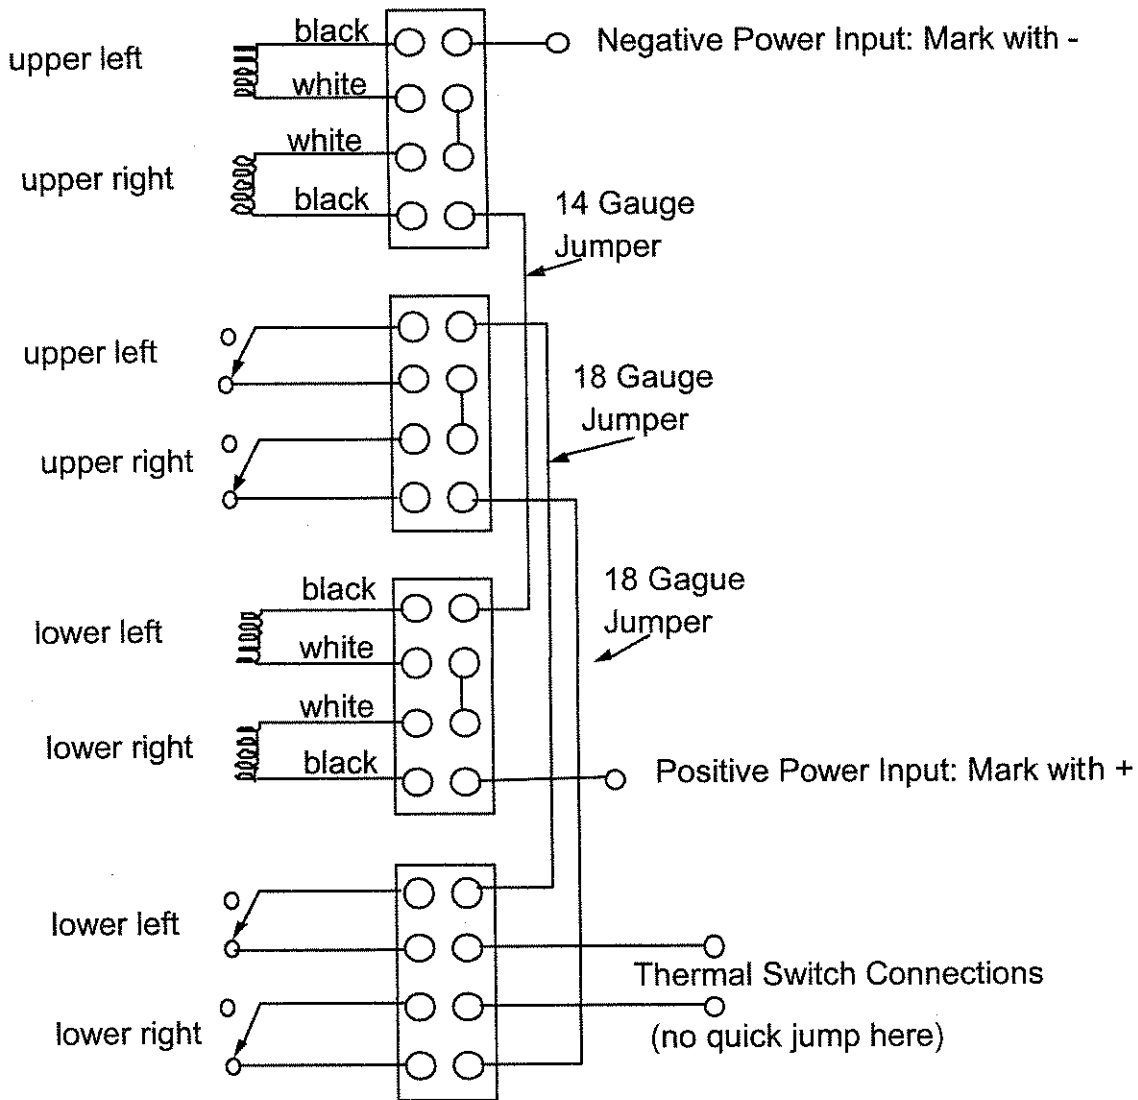 black
Negative Power Input: Mark with -
upper left
white
white
upper right
black
14 Gauge
Jumper
upper left
18 Gauge
Jumper
upper right
18 Gague
Jumper
black
lower left
white
white
lower right
black
Positive Power Input: Mark with +
lower left
Thermal Switch Connections
lower right
(no quick jump here)